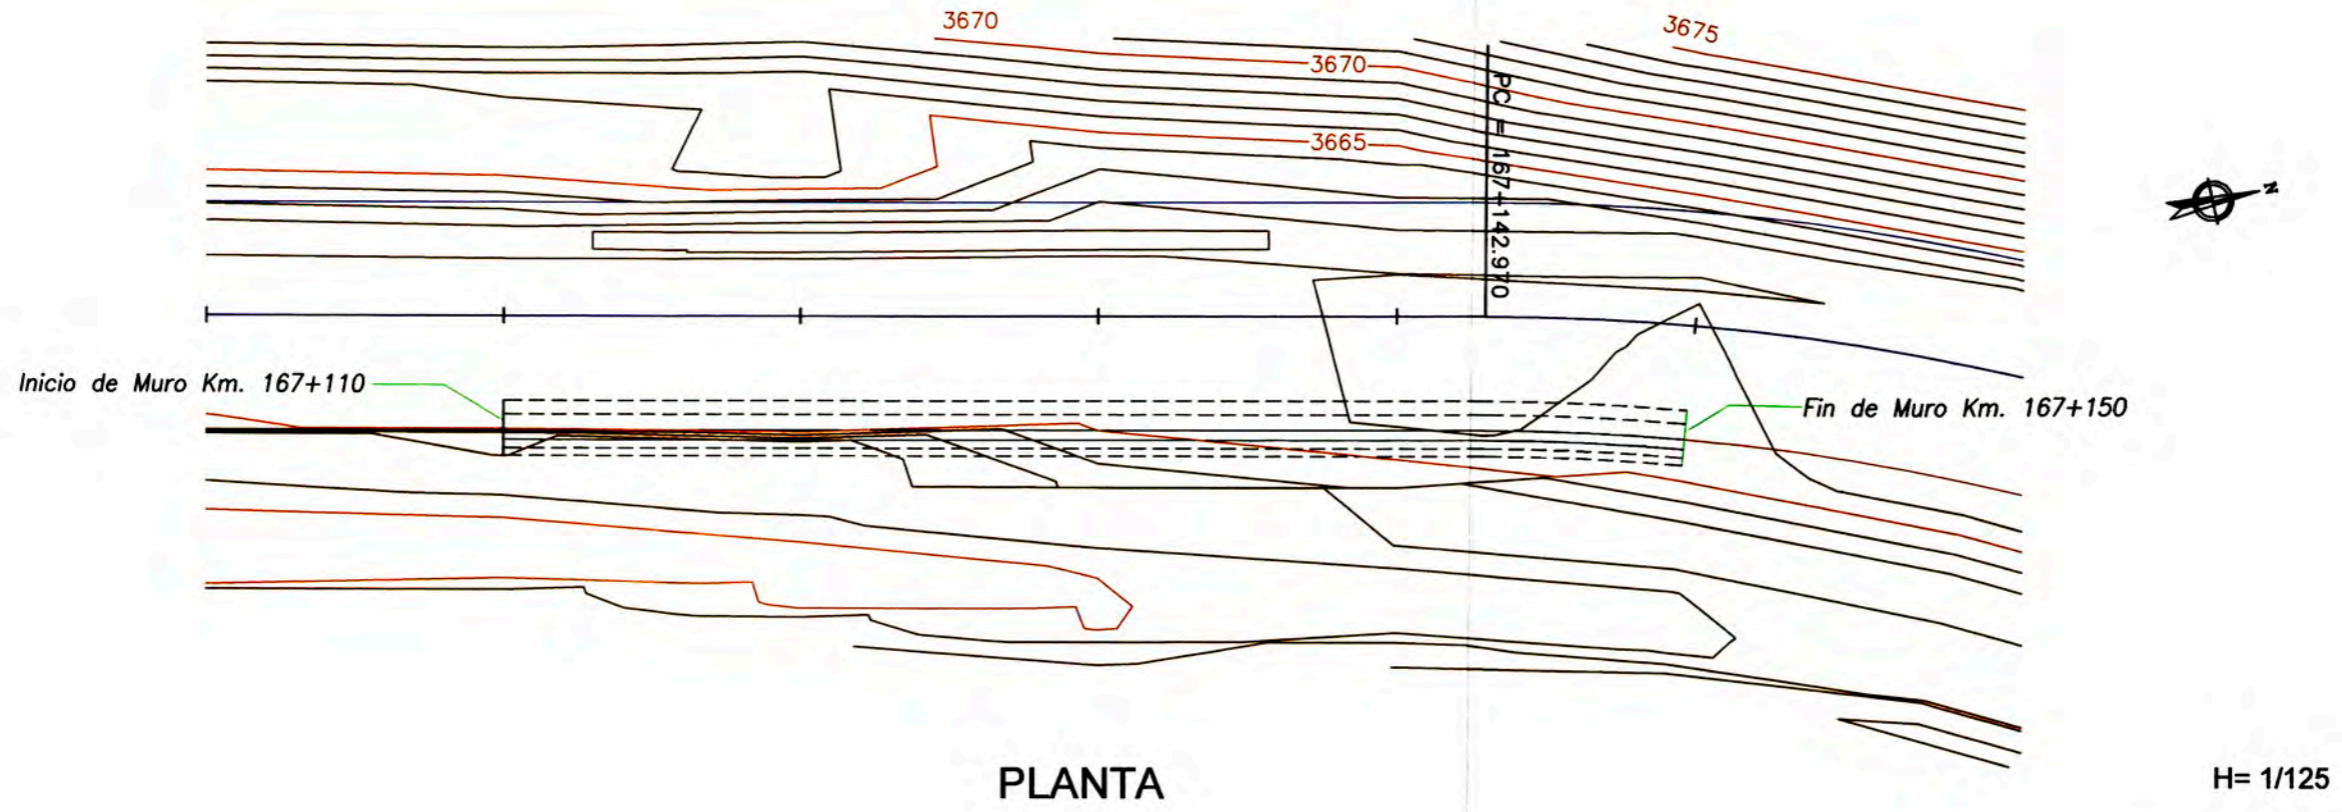 3670
3675
3670
3665
PC = 167+142.970
N
Inicio de Muro Km. 167+110
Fin de Muro Km. 167+150
PLANTA
H= 1/125